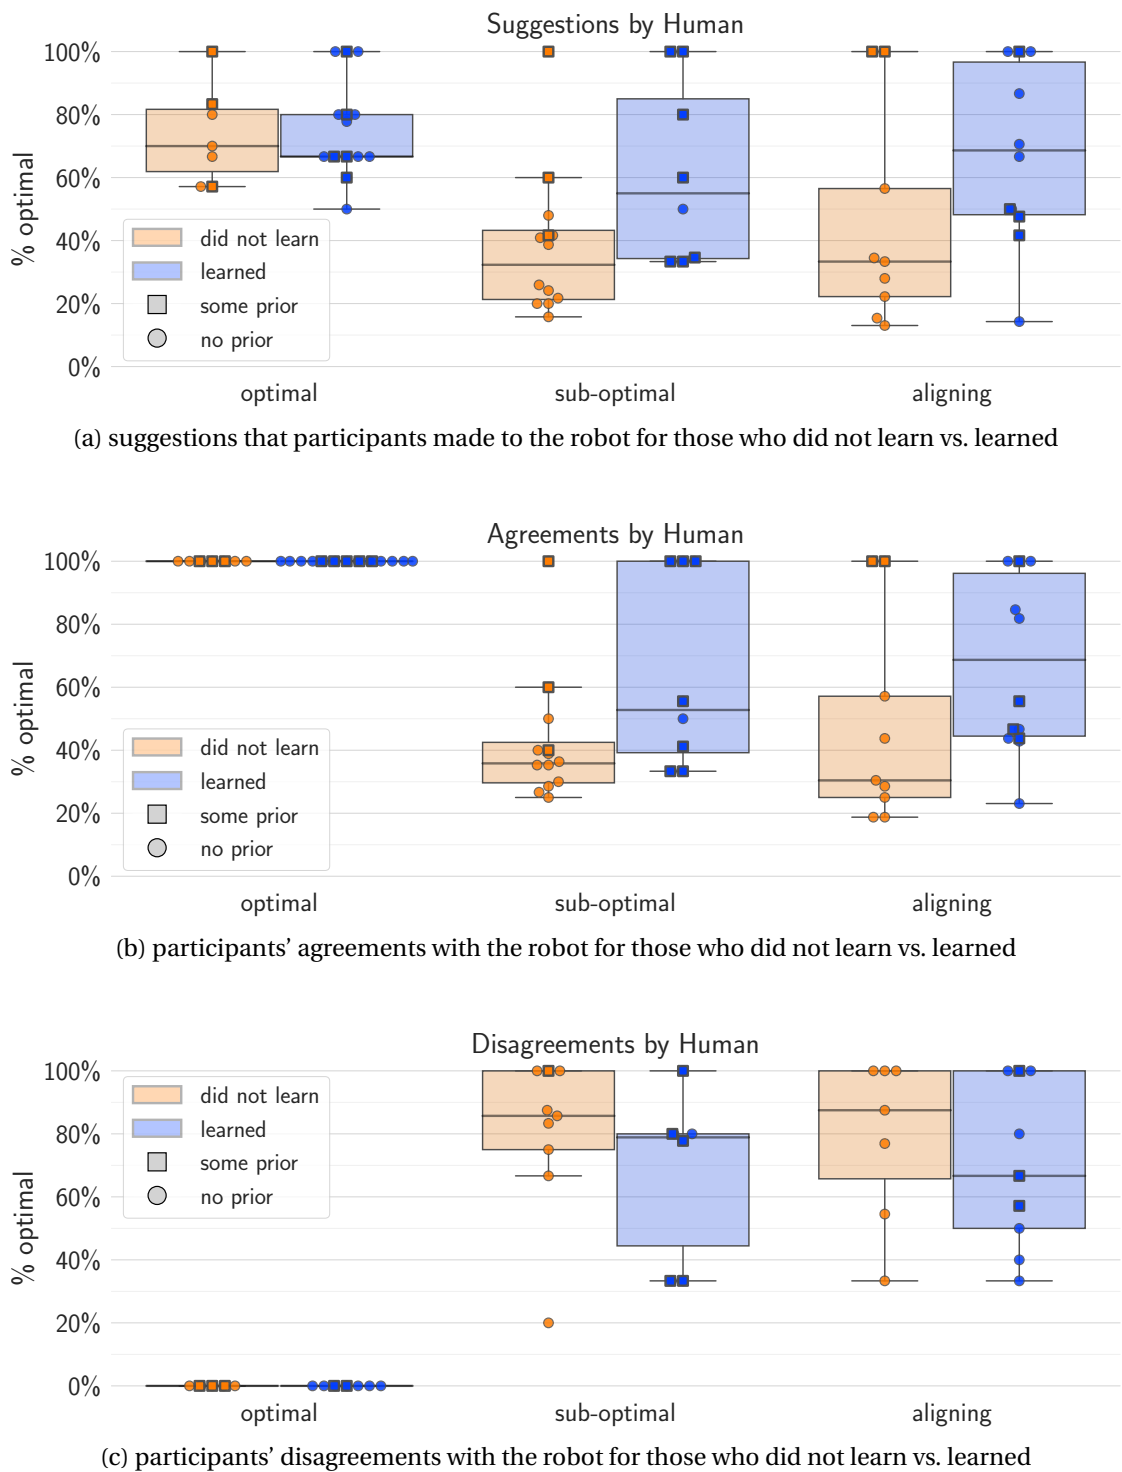 Suggestions by Human
100%
80%
60%
40%
20%
0%
% optimal
did not learn
learned
some prior
no prior
optimal
sub-optimal
aligning
(a) suggestions that participants made to the robot for those who did not learn vs. learned
Agreements by Human
100%
80%
60%
40%
20%
0%
% optimal
did not learn
learned
some prior
no prior
optimal
sub-optimal
aligning
(b) participants’ agreements with the robot for those who did not learn vs. learned
Disagreements by Human
100%
80%
60%
40%
20%
0%
% optimal
did not learn
learned
some prior
no prior
optimal
sub-optimal
aligning
(c) participants’ disagreements with the robot for those who did not learn vs. learned